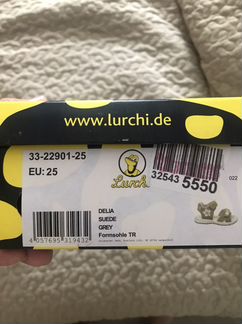 www.lurchi.de
33-22901-25
EU: 25
Lurchi
32543 5550
022
DELIA
SUEDE
GREY
Formsohle TR
4 057695 319432